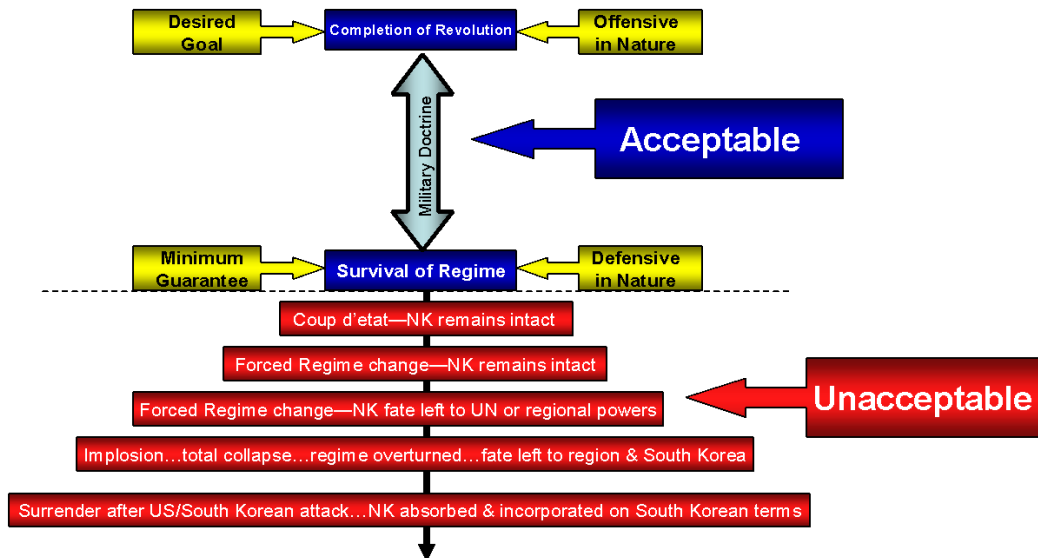 Desired
Goal
Completion of Revolution
Offensive
in Nature
Military Doctrine
Acceptable
Minimum
Guarantee
Survival of Regime
Defensive
in Nature
Coup d'etat—NK remains intact
Forced Regime change—NK remains intact
Forced Regime change—NK fate left to UN or regional powers
Unacceptable
Implosion…total collapse…regime overturned…fate left to region & South Korea
Surrender after US/South Korean attack…NK absorbed & incorporated on South Korean terms